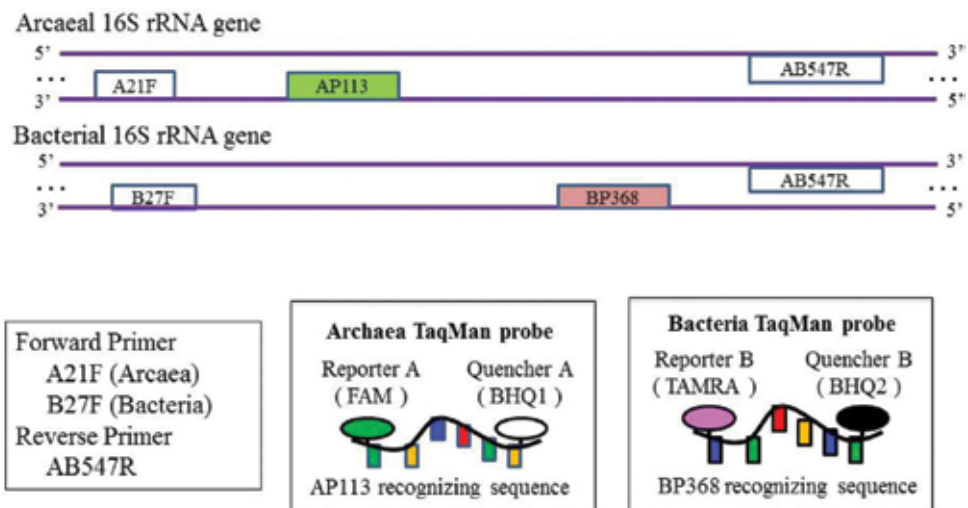 Arcaeal 16S rRNA gene
5’ 3”
... A21F AP113 AB547R ...
3’ 5”
Bacterial 16S rRNA gene
5’ 3’
... B27F BP368 AB547R ...
3’ 5’
Forward Primer
A21F (Arcaea)
B27F (Bacteria)
Reverse Primer
AB547R
Archaea TaqMan probe
Reporter A Quencher A
( FAM ) (BHQ1)
AP113 recognizing sequence
Bacteria TaqMan probe
Reporter B Quencher B
( TAMRA ) (BHQ2)
BP368 recognizing sequence